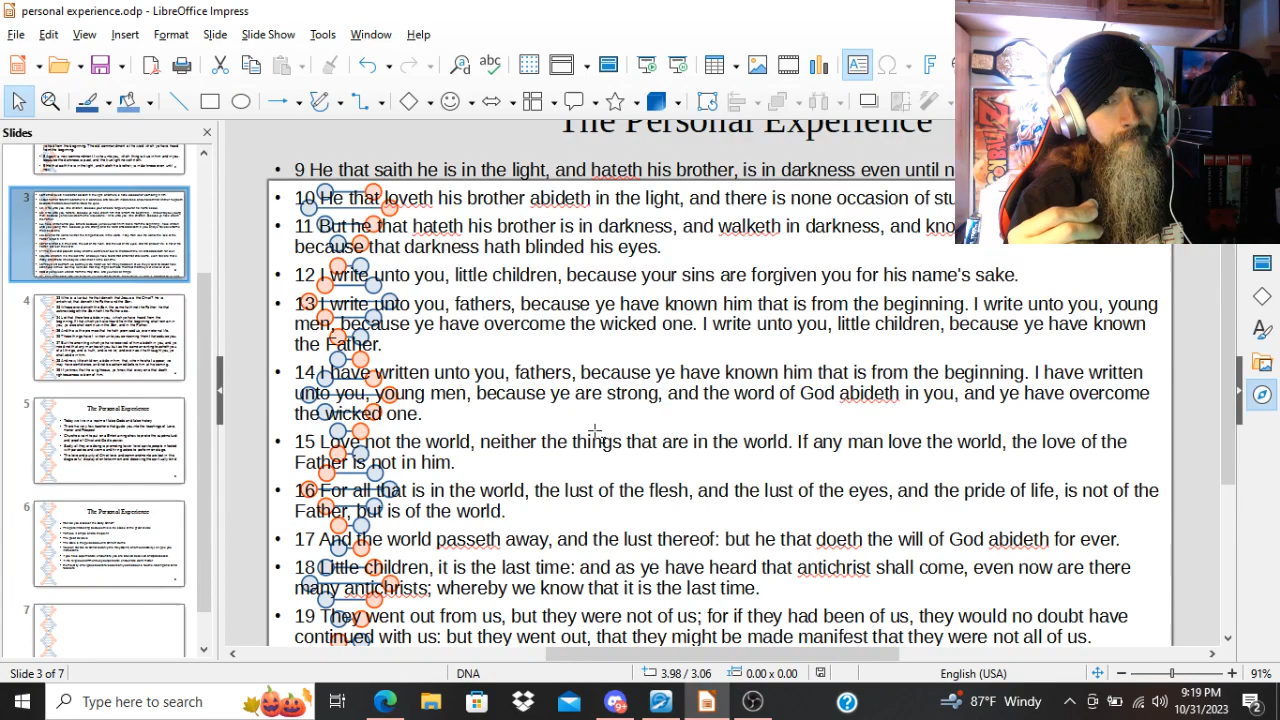 personal experience.odp - LibreOffice Impress
File Edit View Insert Format Slide Slide Show Tools Window Help
Slides
The Personal Experience
9 He that saith he is in the light, and hateth his brother, is in darkness even until
10 He that loveth his brother abideth in the light, and there is none occasion of
11 But he that hateth his brother is in darkness, and walketh in darkness, and
because that darkness hath blinded his eyes.
12 I write unto you, little children, because your sins are forgiven you for his name's sake.
13 I write unto you, fathers, because ye have known him that is from the beginning. I write unto you, young
men, because ye have overcome the wicked one. I write unto you, little children, because ye have known
the Father.
14 I have written unto you, fathers, because ye have known him that is from the beginning. I have written
unto you, young men, because ye are strong, and the word of God abideth in you, and ye have overcome
the wicked one.
15 Love not the world, neither the things that are in the world. If any man love the world, the love of the
Father is not in him.
16 For all that is in the world, the lust of the flesh, and the lust of the eyes, and the pride of life, is not of the
Father, but is of the world.
17 And the world passeth away, and the lust thereof: but he that doeth the will of God abideth for ever.
18 Little children, it is the last time: and as ye have heard that antichrist shall come, even now are there
many antichrists; whereby we know that it is the last time.
19 They went out from us, but they were not of us; for if they had been of us, they would no doubt have
continued with us: but they went out, that they might be made manifest that they were not all of us.
3
4
5
The Personal Experience
6
The Personal Experience
7
Slide 3 of 7 DNA 3.98 / 3.06 0.00 x 0.00 English (USA) 91%
Type here to search 87°F Windy 9:19 PM
10/31/2023